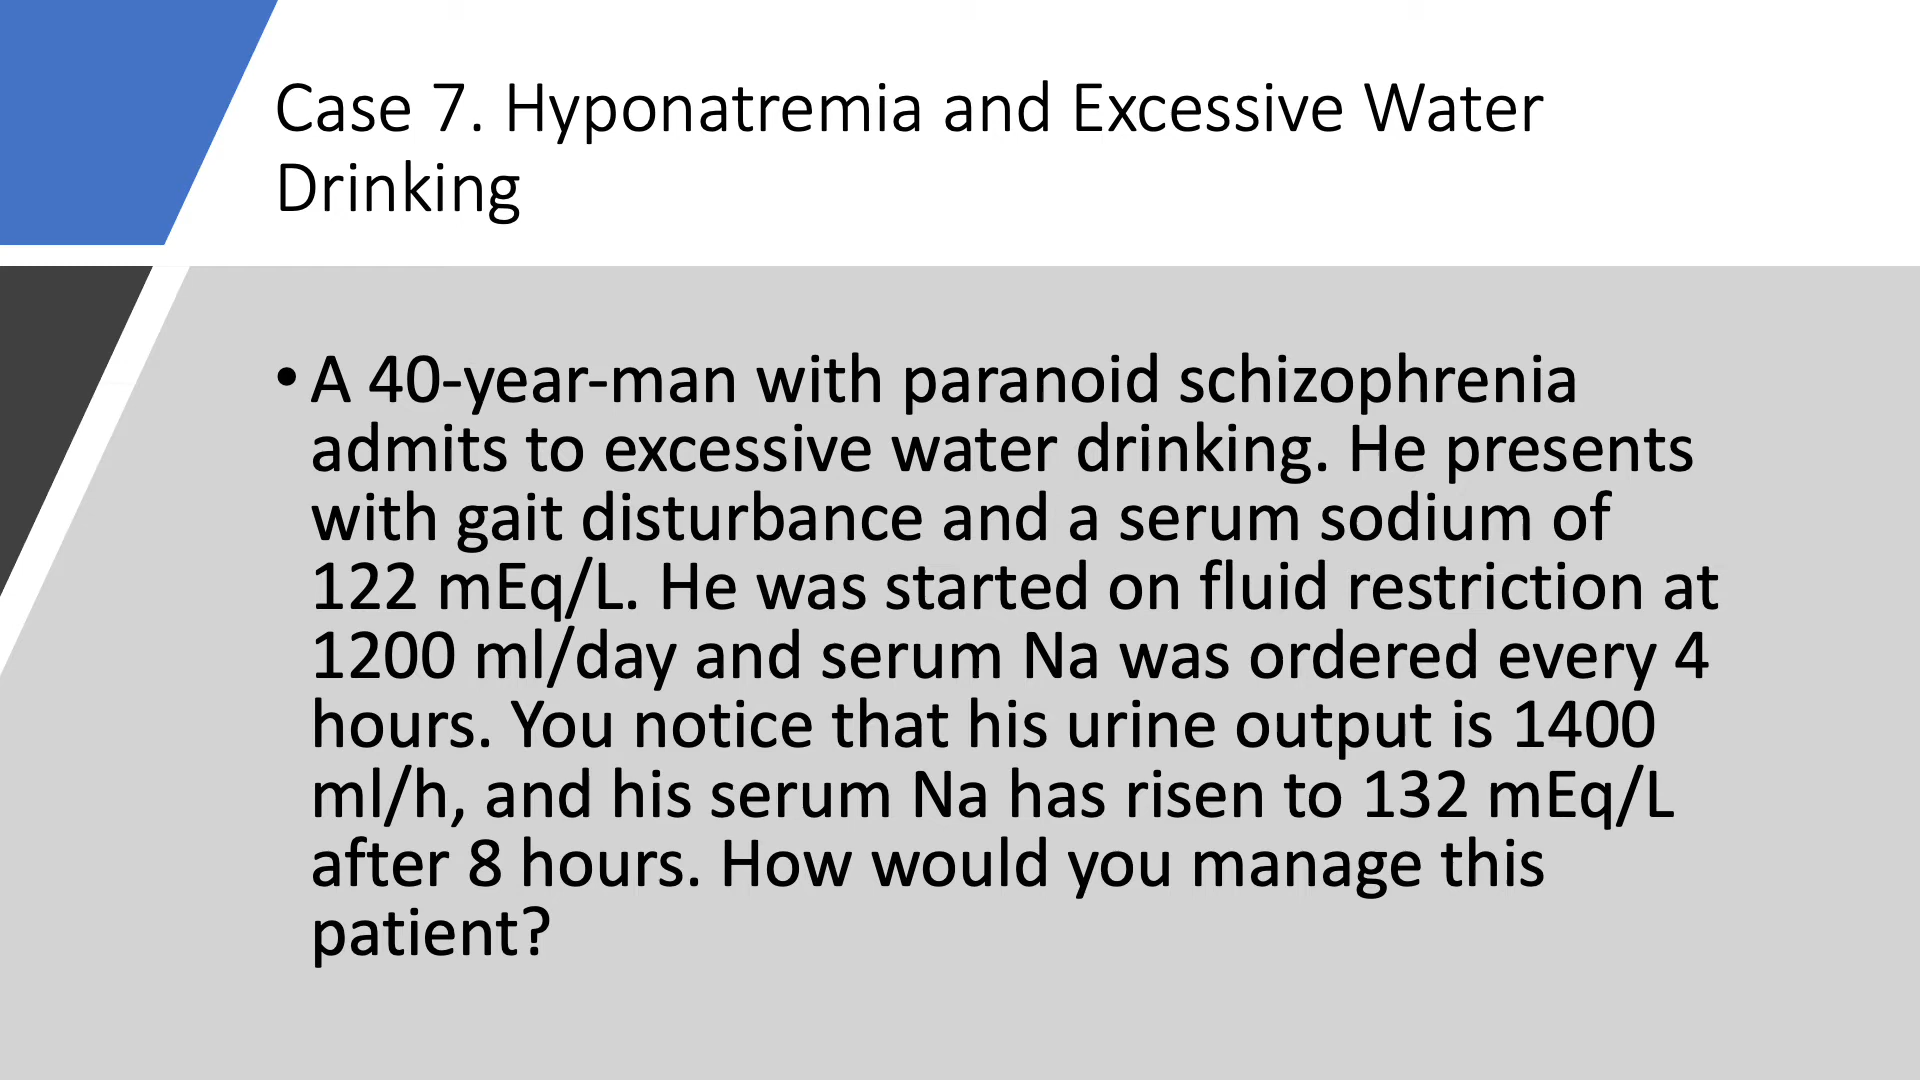 Case 7. Hyponatremia and Excessive Water
Drinking
• A 40-year-man with paranoid schizophrenia
admits to excessive water drinking. He presents
with gait disturbance and a serum sodium of
122 mEq/L. He was started on fluid restriction at
1200 ml/day and serum Na was ordered every 4
hours. You notice that his urine output is 1400
ml/h, and his serum Na has risen to 132 mEq/L
after 8 hours. How would you manage this
patient?